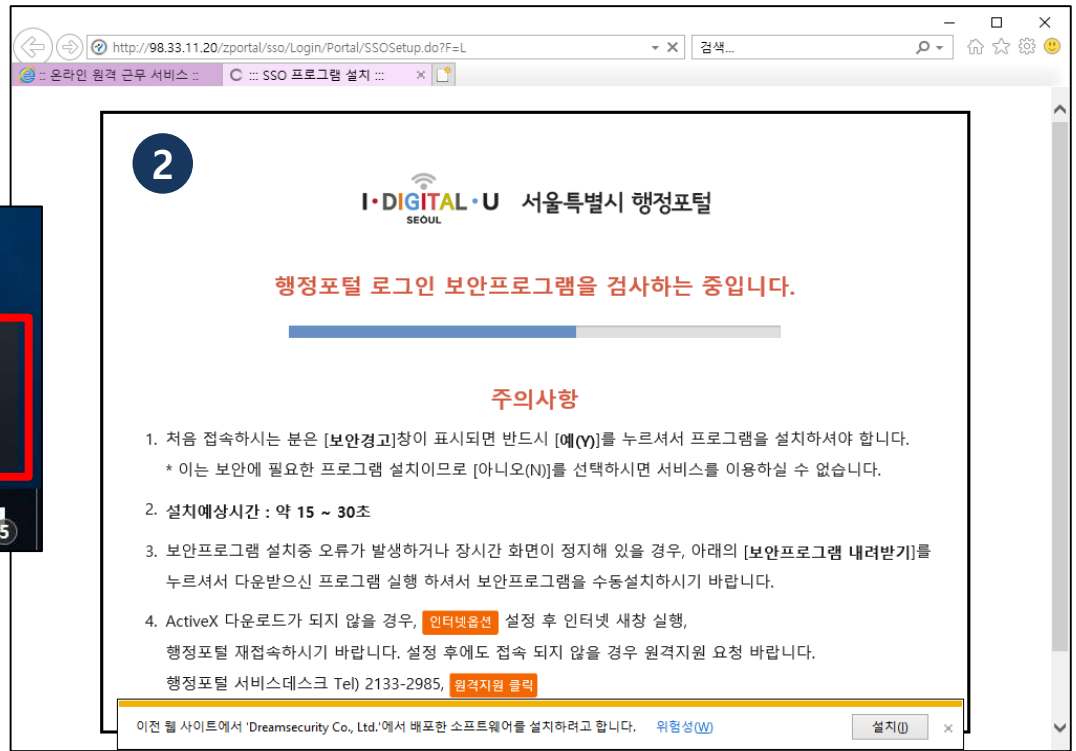 http://98.33.11.20/zportal/sso/Login/Portal/SSOSetup.do?F=L
검색...
:: 온라인 원격 근무 서비스 ::
::: SSO 프로그램 설치 :::
2
I·DIGITAL·U 서울특별시 행정포털
SEOUL
행정포털 로그인 보안프로그램을 검사하는 중입니다.
주의사항
1. 처음 접속하시는 분은 [보안경고]창이 표시되면 반드시 [예(Y)]를 누르셔서 프로그램을 설치하셔야 합니다.
* 이는 보안에 필요한 프로그램 설치이므로 [아니오(N)]를 선택하시면 서비스를 이용하실 수 없습니다.
2. 설치예상시간 : 약 15 ~ 30초
3. 보안프로그램 설치중 오류가 발생하거나 장시간 화면이 정지해 있을 경우, 아래의 [보안프로그램 내려받기]를
누르셔서 다운받으신 프로그램 실행 하셔서 보안프로그램을 수동설치하시기 바랍니다.
4. ActiveX 다운로드가 되지 않을 경우, 인터넷옵션 설정 후 인터넷 새창 실행,
행정포털 재접속하시기 바랍니다. 설정 후에도 접속 되지 않을 경우 원격지원 요청 바랍니다.
행정포털 서비스데스크 Tel) 2133-2985, 원격지원 클릭
이전 웹 사이트에서 'Dreamsecurity Co., Ltd.'에서 배포한 소프트웨어를 설치하려고 합니다. 위험성(W) 설치(I)
5